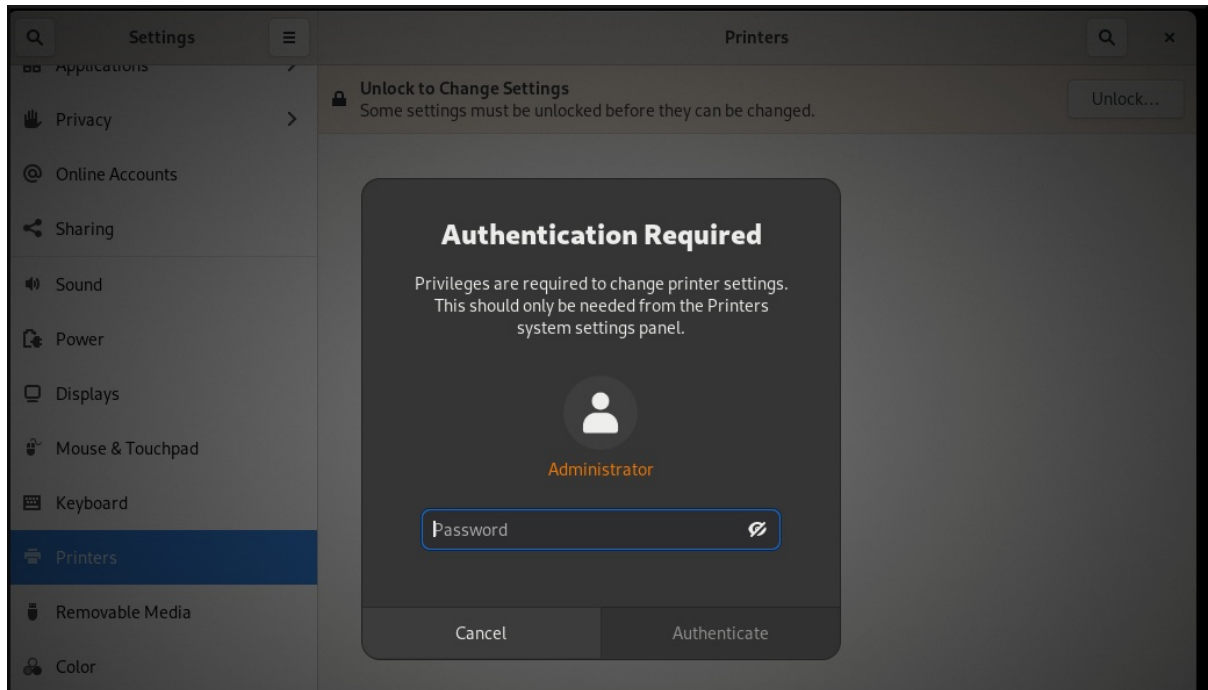 Settings
Printers
Applications
Unlock to Change Settings
Some settings must be unlocked before they can be changed.
Unlock...
Privacy
Online Accounts
Sharing
Sound
Power
Displays
Mouse & Touchpad
Keyboard
Printers
Removable Media
Color
Authentication Required
Privileges are required to change printer settings.
This should only be needed from the Printers
system settings panel.
Administrator
Password
Cancel
Authenticate